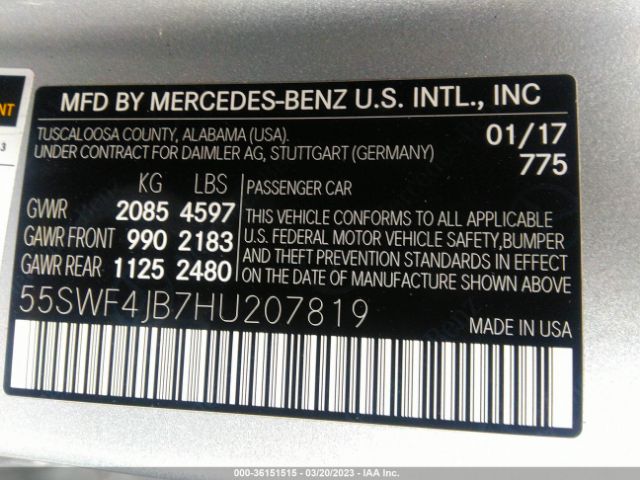 MFD BY MERCEDES-BENZ U.S. INTL., INC
TUSCALOOSA COUNTY, ALABAMA (USA).
UNDER CONTRACT FOR DAIMLER AG, STUTTGART (GERMANY)
01/17
775
KG LBS
GVWR 2085 4597
GAWR FRONT 990 2183
GAWR REAR 1125 2480
PASSENGER CAR
THIS VEHICLE CONFORMS TO ALL APPLICABLE
U.S. FEDERAL MOTOR VEHICLE SAFETY,BUMPER
AND THEFT PREVENTION STANDARDS IN EFFECT
ON THE DATE OF MANUFACTURE SHOWN ABOVE
55SWF4JB7HU207819
MADE IN USA
000-36151515 — 03/20/2023 — IAA Inc.